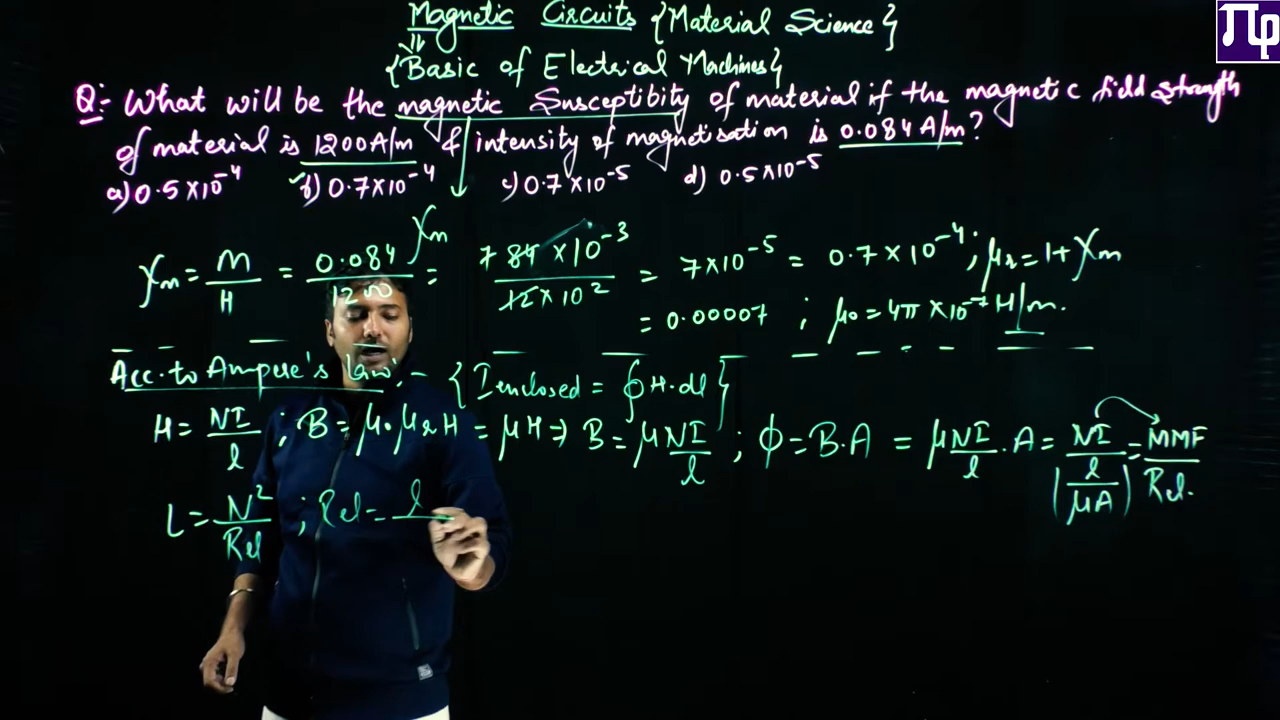 Magnetic Circuits {Material Science}
⇓
{Basic of Electrical Machines}
πφ
Q:- What will be the magnetic Susceptibity of material if the magnetic field strength
of material is 1200A/m & intensity of magnetisation is 0.084 A/m?
a) 0.5×10⁻⁴ ✓b) 0.7×10⁻⁴ c) 0.7×10⁻⁵ d) 0.5×10⁻⁵
χm
χm = M/H = 0.084/1200 = 7 84×10⁻³/12×10² = 7×10⁻⁵ = 0.7×10⁻⁴ ; μr = 1+χm
= 0.00007 ; μ₀ = 4π×10⁻⁷ H/m.
Acc. to Ampere's law:- {Ienclosed = ∮H·dl}
H = NI/l ; B = μ₀μrH = μH ⇒ B = μNI/l ; φ = B·A = μNI/l · A = NI/(l/μA) = MMF/Rel.
L = N²/Rel ; Rel = l